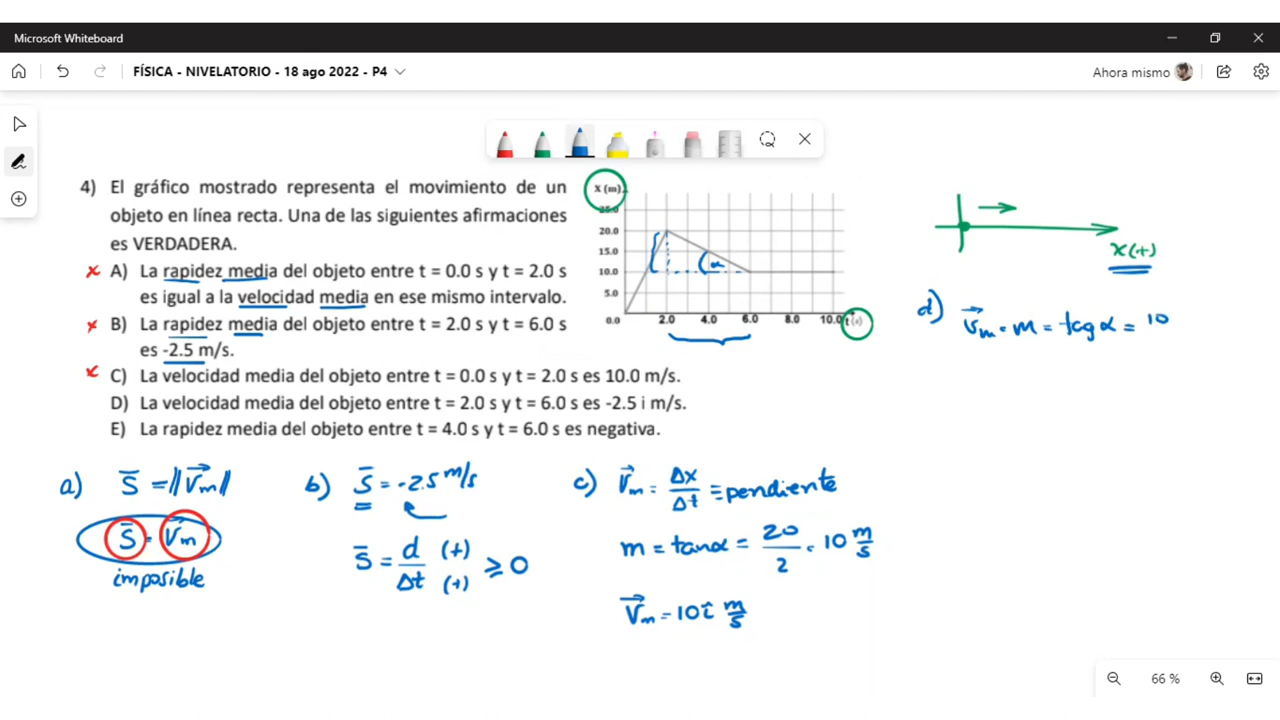 Microsoft Whiteboard
FÍSICA - NIVELATORIO - 18 ago 2022 - P4
Ahora mismo
4) El gráfico mostrado representa el movimiento de un
objeto en línea recta. Una de las siguientes afirmaciones
es VERDADERA.
x A) La rapidez media del objeto entre t = 0.0 s y t = 2.0 s
es igual a la velocidad media en ese mismo intervalo.
x B) La rapidez media del objeto entre t = 2.0 s y t = 6.0 s
es -2.5 m/s.
x C) La velocidad media del objeto entre t = 0.0 s y t = 2.0 s es 10.0 m/s.
D) La velocidad media del objeto entre t = 2.0 s y t = 6.0 s es -2.5 i m/s.
E) La rapidez media del objeto entre t = 4.0 s y t = 6.0 s es negativa.
X (m)
25.0
20.0
15.0
10.0
5.0
0.0 2.0 4.0 6.0 8.0 10.0 t(s)
α
x(+)
d) V⃗m = m = tag α = 10
a) S̄ = ||V⃗m||
S̄ = V⃗m
imposible
b) S̄ = -2.5 m/s
S̄ = d (+) / Δt (+) ≥ 0
c) V⃗m = Δx / Δt = pendiente
m = tanα = 20 / 2 = 10 m/s
V⃗m = 10 î m/s
66 %